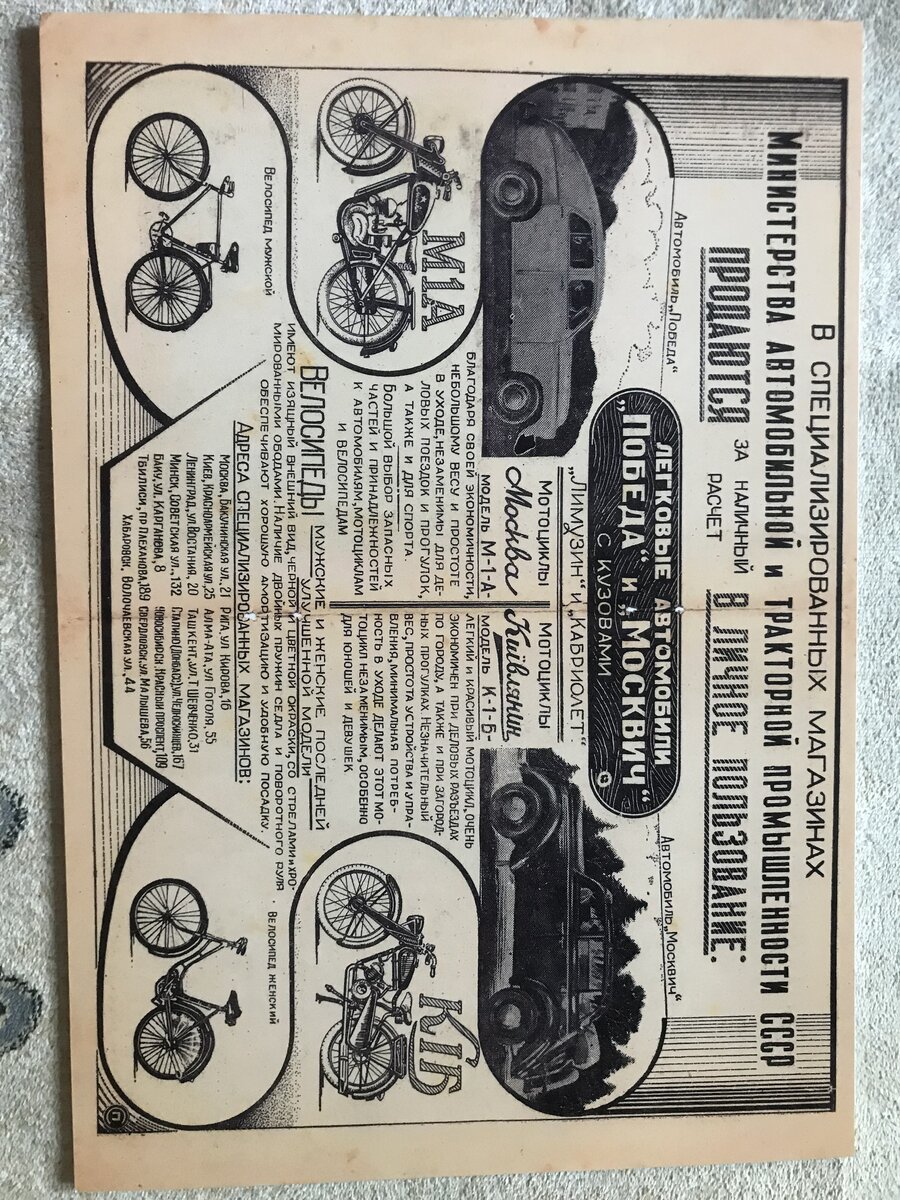 В СПЕЦИАЛИЗИРОВАННЫХ МАГАЗИНАХ
МИНИСТЕРСТВА АВТОМОБИЛЬНОЙ И ТРАКТОРНОЙ ПРОМЫШЛЕННОСТИ СССР
ПРОДАЮТСЯ ЗА НАЛИЧНЫЙ РАСЧЕТ В ЛИЧНОЕ ПОЛЬЗОВАНИЕ:
АВТОМОБИЛЬ „ПОБЕДА“
ЛЕГКОВЫЕ АВТОМОБИЛИ
„ПОБЕДА“ и „МОСКВИЧ“
С КУЗОВАМИ
„ЛИМУЗИН“ и „КАБРИОЛЕТ“
АВТОМОБИЛЬ „МОСКВИЧ“
М1А
МОТОЦИКЛЫ
Москва
МОДЕЛЬ М-1-А-
БЛАГОДАРЯ СВОЕЙ ЭКОНОМИЧНОСТИ,
НЕБОЛЬШОМУ ВЕСУ И ПРОСТОТЕ
В УХОДЕ, НЕЗАМЕНИМЫ ДЛЯ ДЕ-
ЛОВЫХ ПОЕЗДОК И ПРОГУЛОК,
А ТАКЖЕ И ДЛЯ СПОРТА.
БОЛЬШОЙ ВЫБОР ЗАПАСНЫХ
ЧАСТЕЙ И ПРИНАДЛЕЖНОСТЕЙ
К АВТОМОБИЛЯМ, МОТОЦИКЛАМ
И ВЕЛОСИПЕДАМ
МОТОЦИКЛЫ
Київлянин
МОДЕЛЬ К-1-Б-
ЛЕГКИЙ И КРАСИВЫЙ МОТОЦИКЛ, ОЧЕНЬ
ЭКОНОМИЧЕН ПРИ ДЕЛОВЫХ РАЗЪЕЗДАХ
ПО ГОРОДУ, А ТАКЖЕ И ПРИ ЗАГОРОД-
НЫХ ПРОГУЛКАХ. НЕЗНАЧИТЕЛЬНЫЙ
ВЕС, ПРОСТОТА УСТРОЙСТВА И УПРА-
ВЛЕНИЯ, МИНИМАЛЬНАЯ ПОТРЕБ-
НОСТЬ В УХОДЕ ДЕЛАЮТ ЭТОТ МО-
ТОЦИКЛ НЕЗАМЕНИМЫМ, ОСОБЕННО
ДЛЯ ЮНОШЕЙ И ДЕВУШЕК
К1Б
ВЕЛОСИПЕД МУЖСКОЙ
ВЕЛОСИПЕДЫ МУЖСКИЕ И ЖЕНСКИЕ ПОСЛЕДНЕЙ
УЛУЧШЕННОЙ МОДЕЛИ
ИМЕЮТ ИЗЯЩНЫЙ ВНЕШНИЙ ВИД, ЧЕРНОЙ И ЦВЕТНОЙ ОКРАСКИ, СО СТРЕЛАМИ И ХРО-
МИРОВАННЫМИ ОБОДАМИ. НАЛИЧИЕ ДВОЙНЫХ ПРУЖИН СЕДЛА И ПОВОРОТНОГО РУЛЯ
ОБЕСПЕЧИВАЮТ ХОРОШУЮ АМОРТИЗАЦИЮ И УДОБНУЮ ПОСАДКУ.
ВЕЛОСИПЕД ЖЕНСКИЙ
АДРЕСА СПЕЦИАЛИЗИРОВАННЫХ МАГАЗИНОВ:
МОСКВА, БАКУНИНСКАЯ УЛ., 21
КИЕВ, КРАСНОАРМЕЙСКАЯ УЛ., 25
ЛЕНИНГРАД, УЛ. ВОССТАНИЯ, 20
МИНСК, СОВЕТСКАЯ УЛ., 132
БАКУ, УЛ. КАРГАНОВА, 8
ТБИЛИСИ, ПР. ПЛЕХАНОВА, 189
РИГА, УЛ. КИРОВА, 16
АЛМА-АТА, УЛ. ГОГОЛЯ, 55
ТАШКЕНТ, УЛ. Т. ШЕВЧЕНКО, 31
СТАЛИНО (ДОНБАСС) УЛ. ЧЕЛЮСКИНЦЕВ, 167
НОВОСИБИРСК, КРАСНЫЙ ПРОСПЕКТ, 109
СВЕРДЛОВСК, УЛ. МАЛЫШЕВА, 56
ХАБАРОВСК, ВОЛОЧАЕВСКАЯ УЛ., 44
П